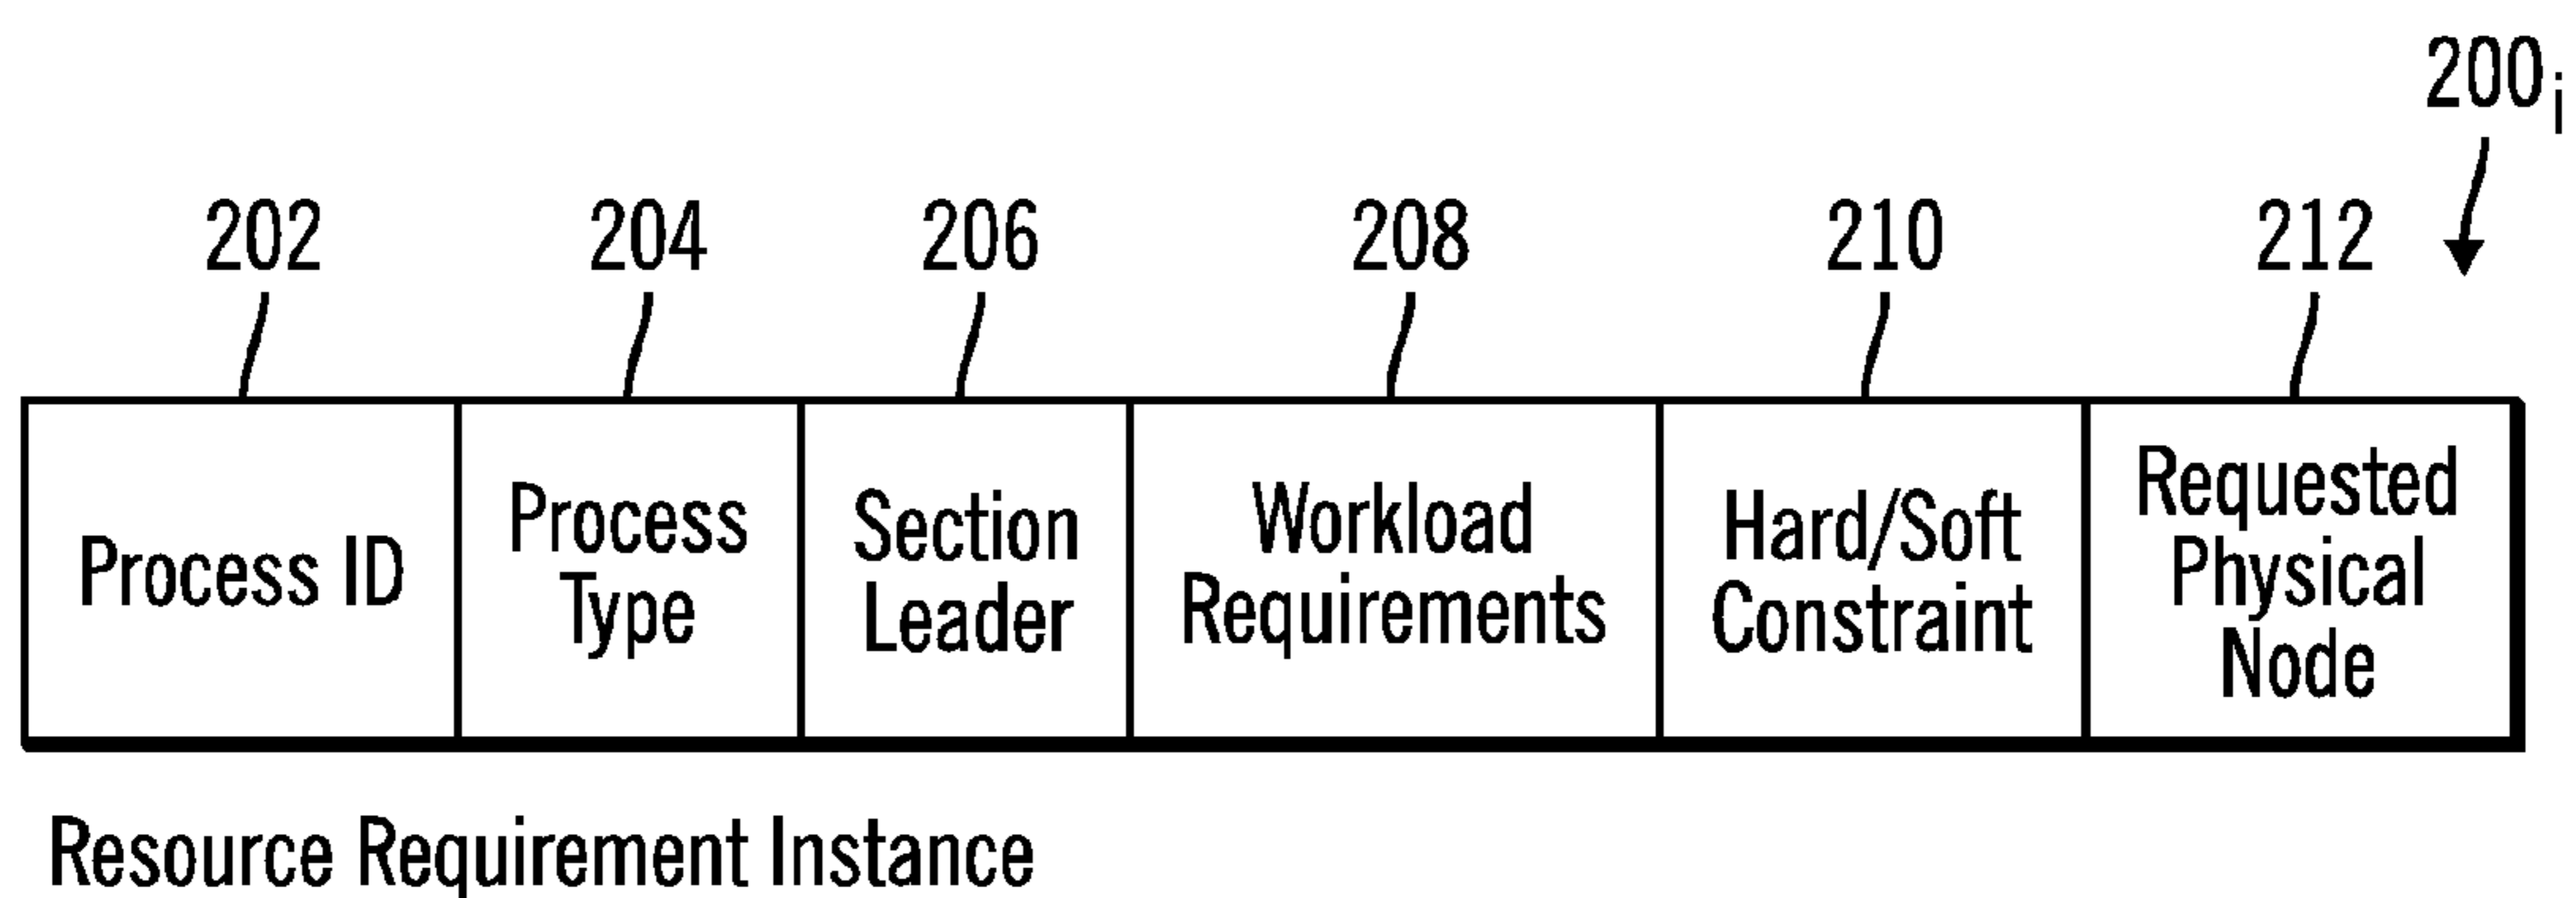 200i
202 204 206 208 210 212
Process ID
Process
Type
Section
Leader
Workload
Requirements
Hard/Soft
Constraint
Requested
Physical
Node
Resource Requirement Instance